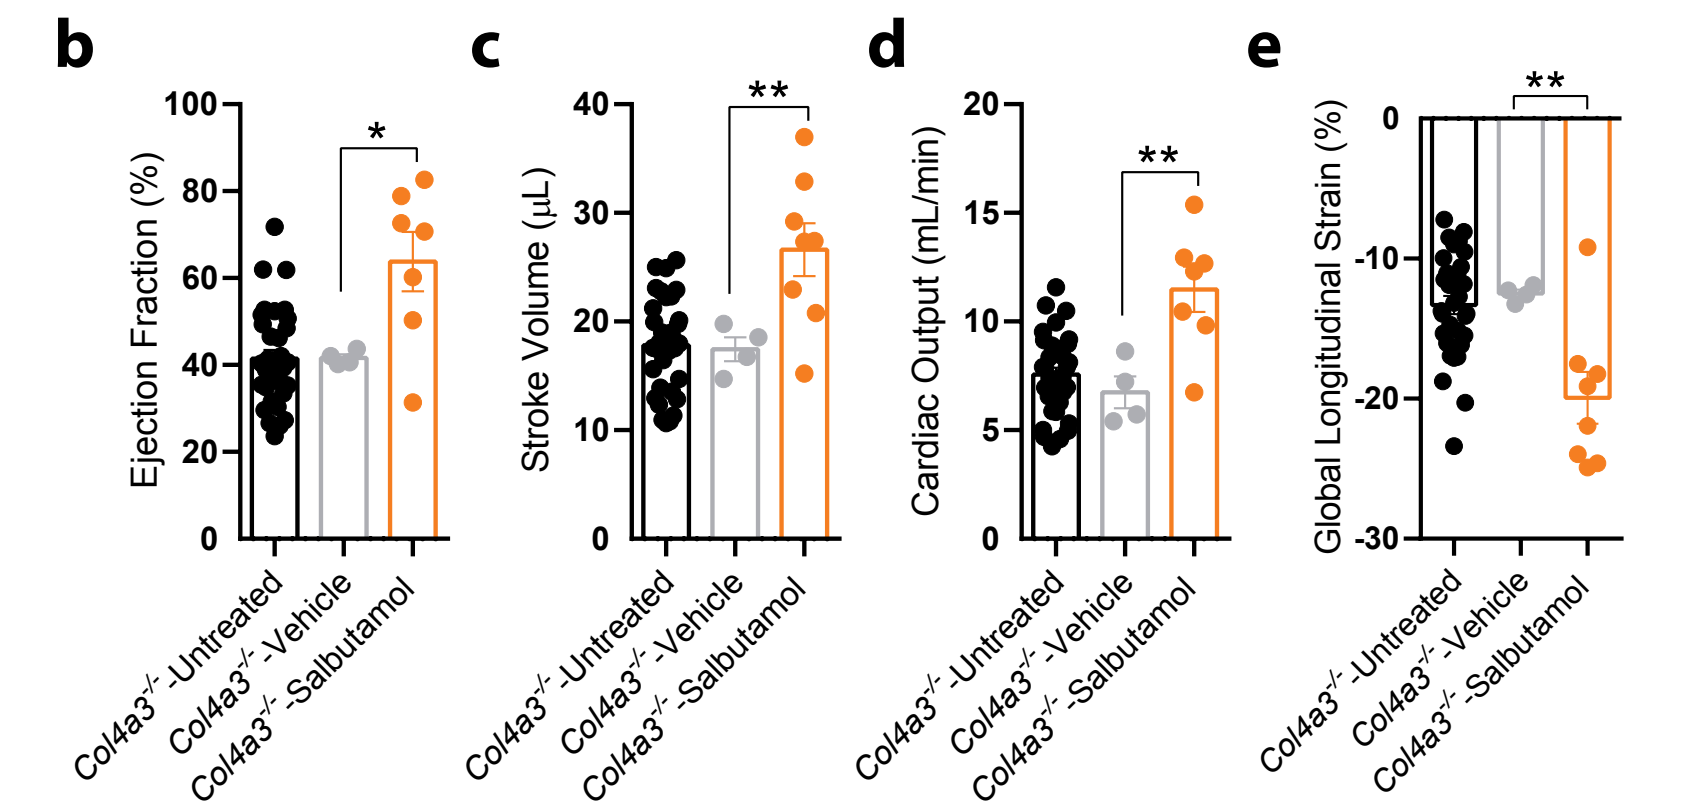 b
Ejection Fraction (%)
100
80
60
40
20
0
*
Col4a3-/- -Untreated
Col4a3-/- -Vehicle
Col4a3-/- -Salbutamol
c
Stroke Volume (μL)
40
30
20
10
0
**
Col4a3-/- -Untreated
Col4a3-/- -Vehicle
Col4a3-/- -Salbutamol
d
Cardiac Output (mL/min)
20
15
10
5
0
**
Col4a3-/- -Untreated
Col4a3-/- -Vehicle
Col4a3-/- -Salbutamol
e
Global Longitudinal Strain (%)
0
-10
-20
-30
**
Col4a3-/- -Untreated
Col4a3-/- -Vehicle
Col4a3-/- -Salbutamol